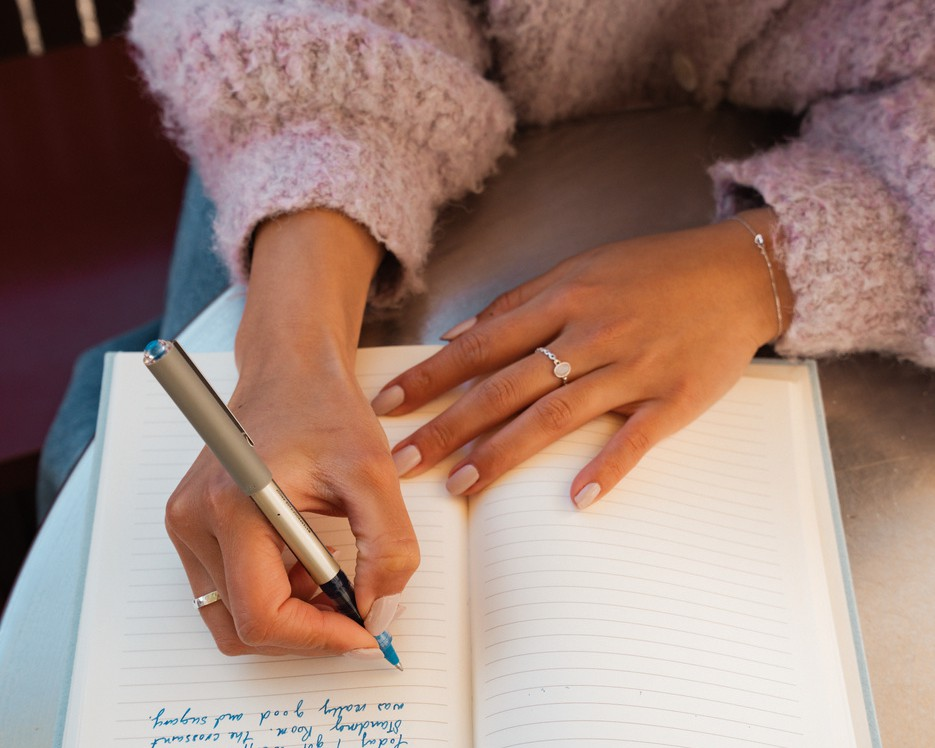 Today I got
Standing Room. The croissant
was really good and sugary.